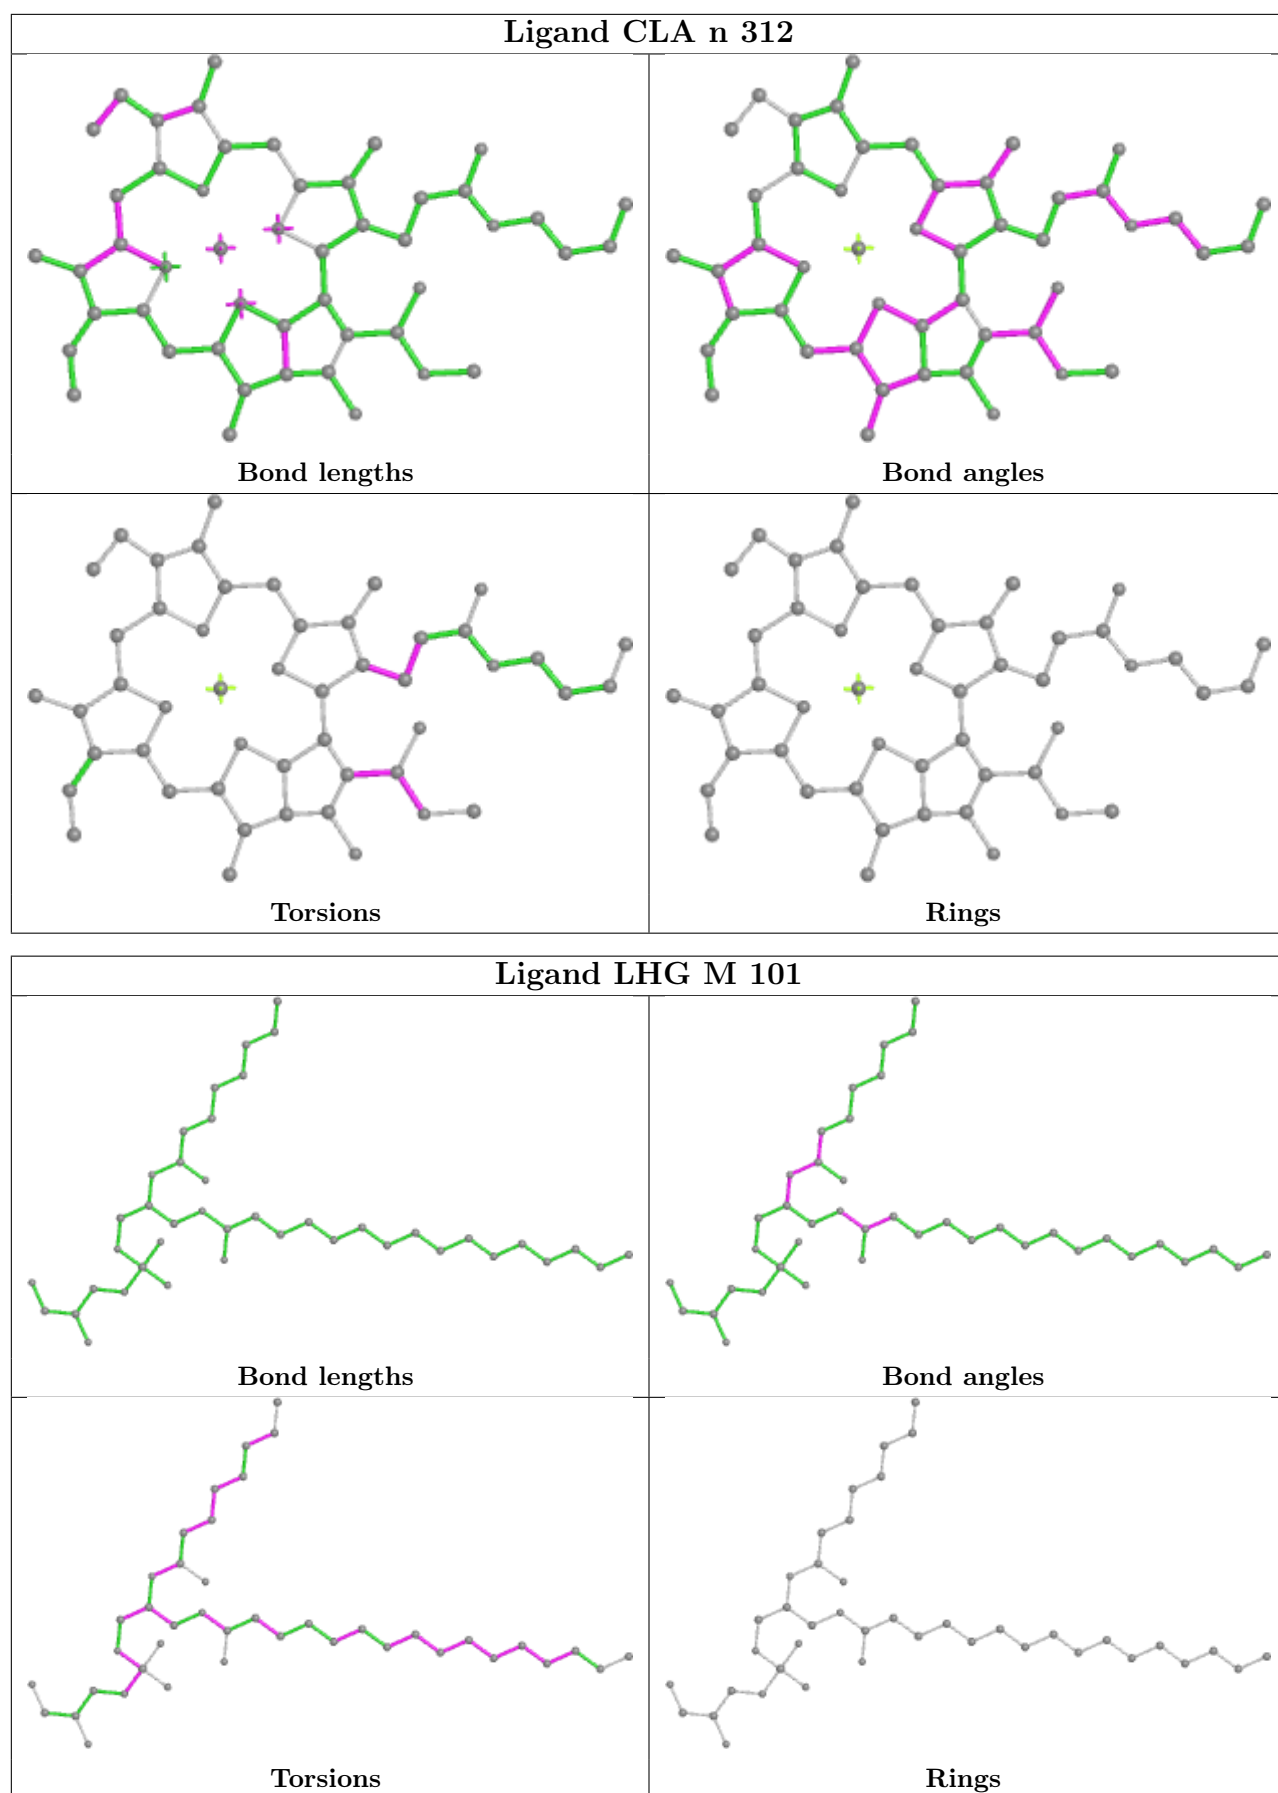 Ligand CLA n 312
Bond lengths
Bond angles
Torsions
Rings
Ligand LHG M 101
Bond lengths
Bond angles
Torsions
Rings